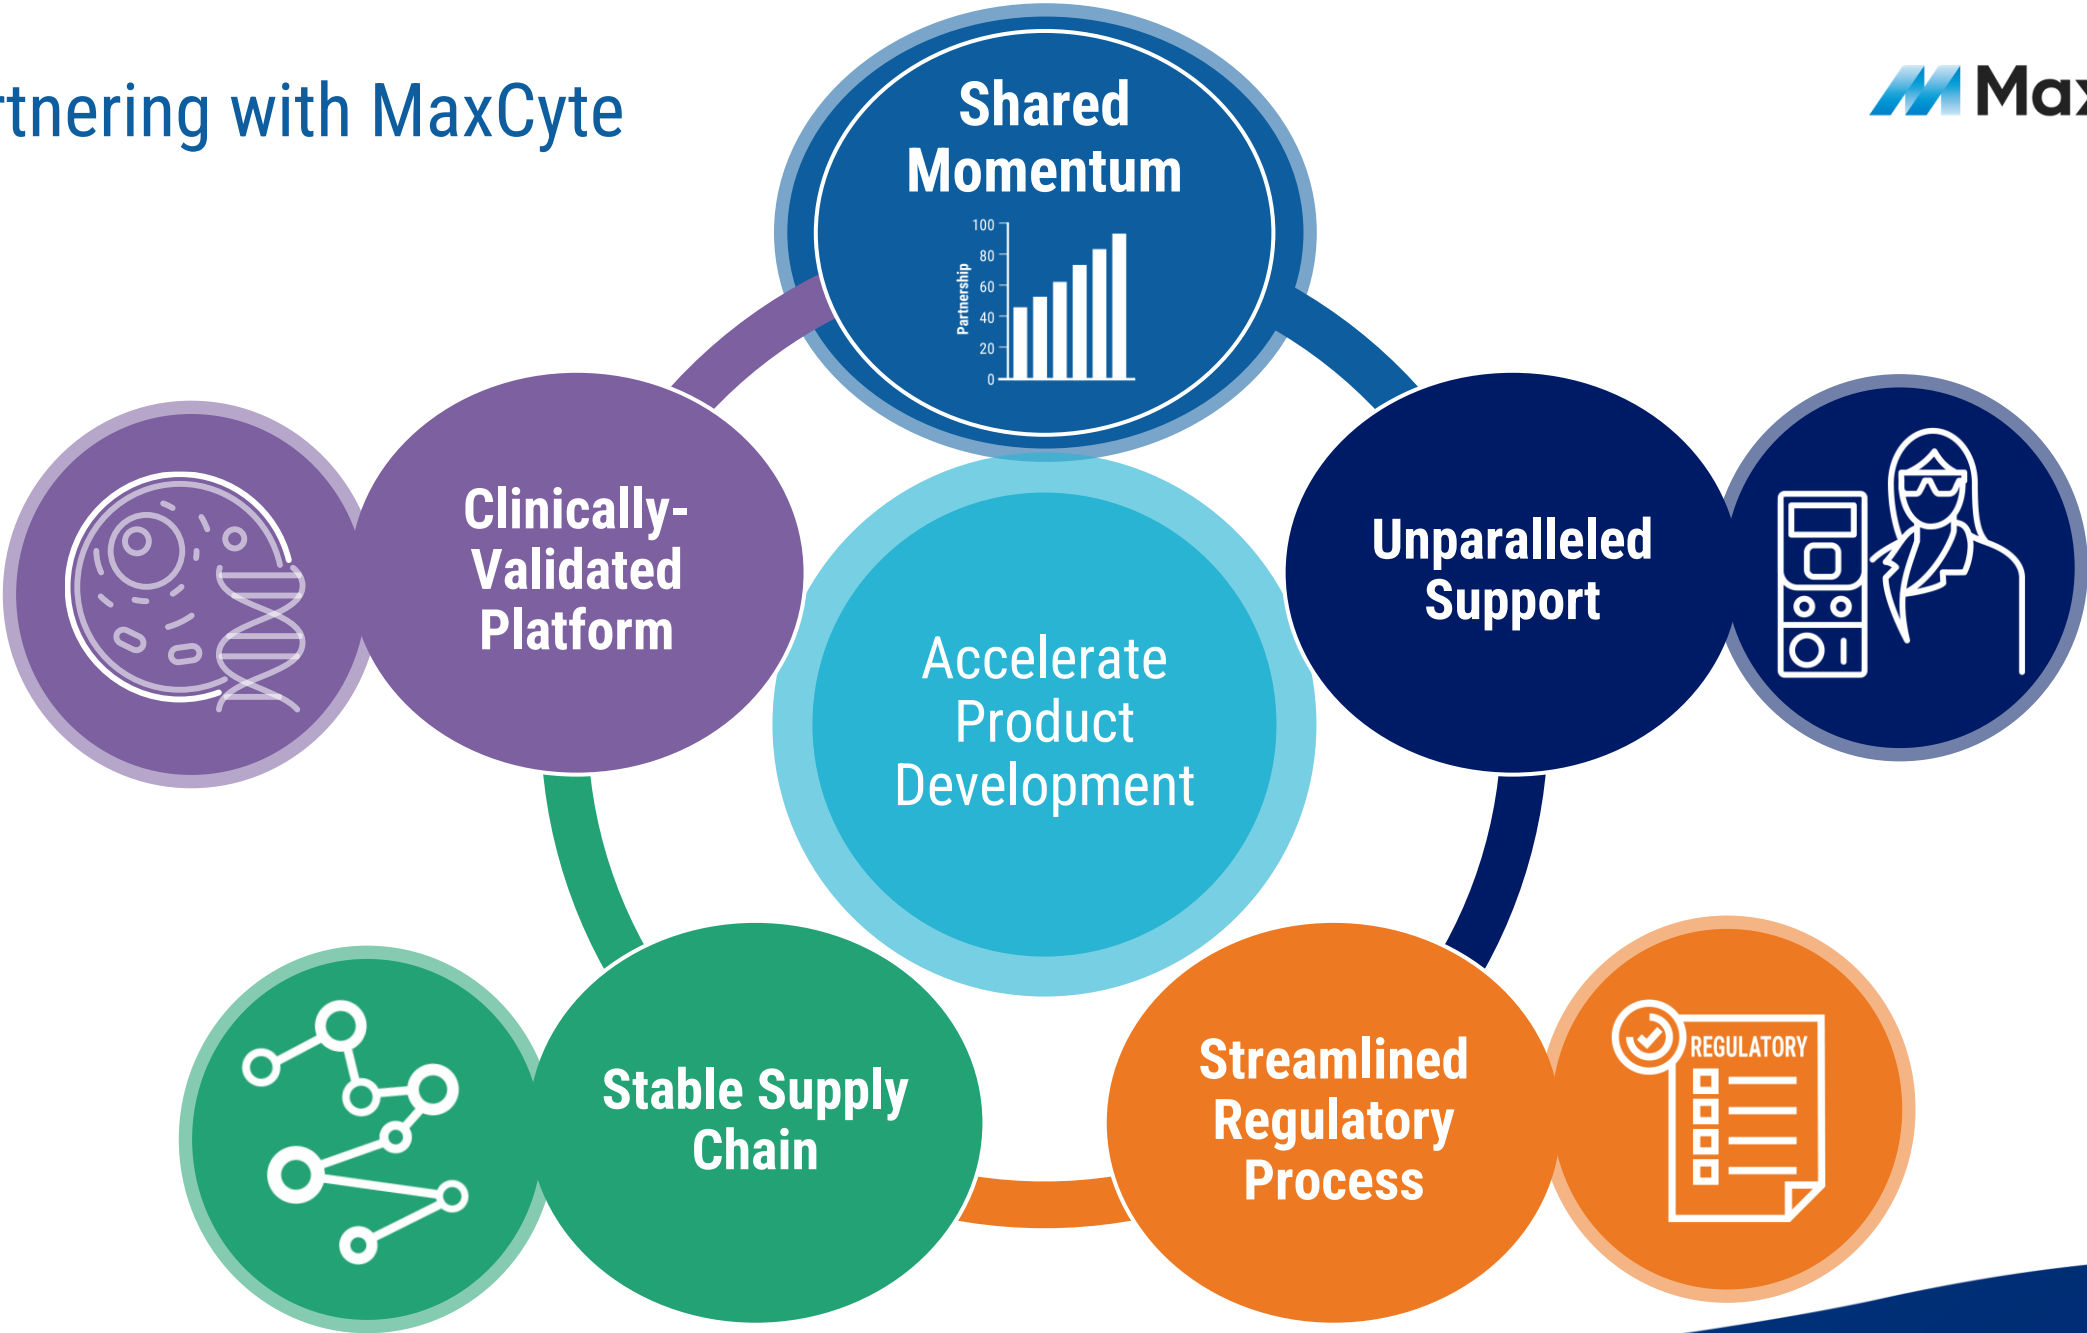 rtnering with MaxCyte
Max
Shared
Momentum
100
80
60
40
20
0
Partnership
Clinically-
Validated
Platform
Unparalleled
Support
Accelerate
Product
Development
Stable Supply
Chain
Streamlined
Regulatory
Process
REGULATORY